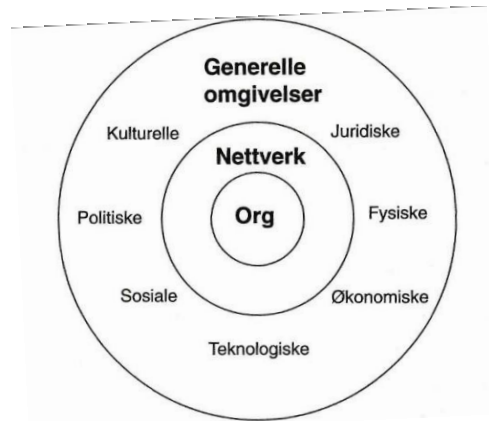 Generelle
omgivelser
Kulturelle
Juridiske
Nettverk
Politiske
Org
Fysiske
Sosiale
Økonomiske
Teknologiske